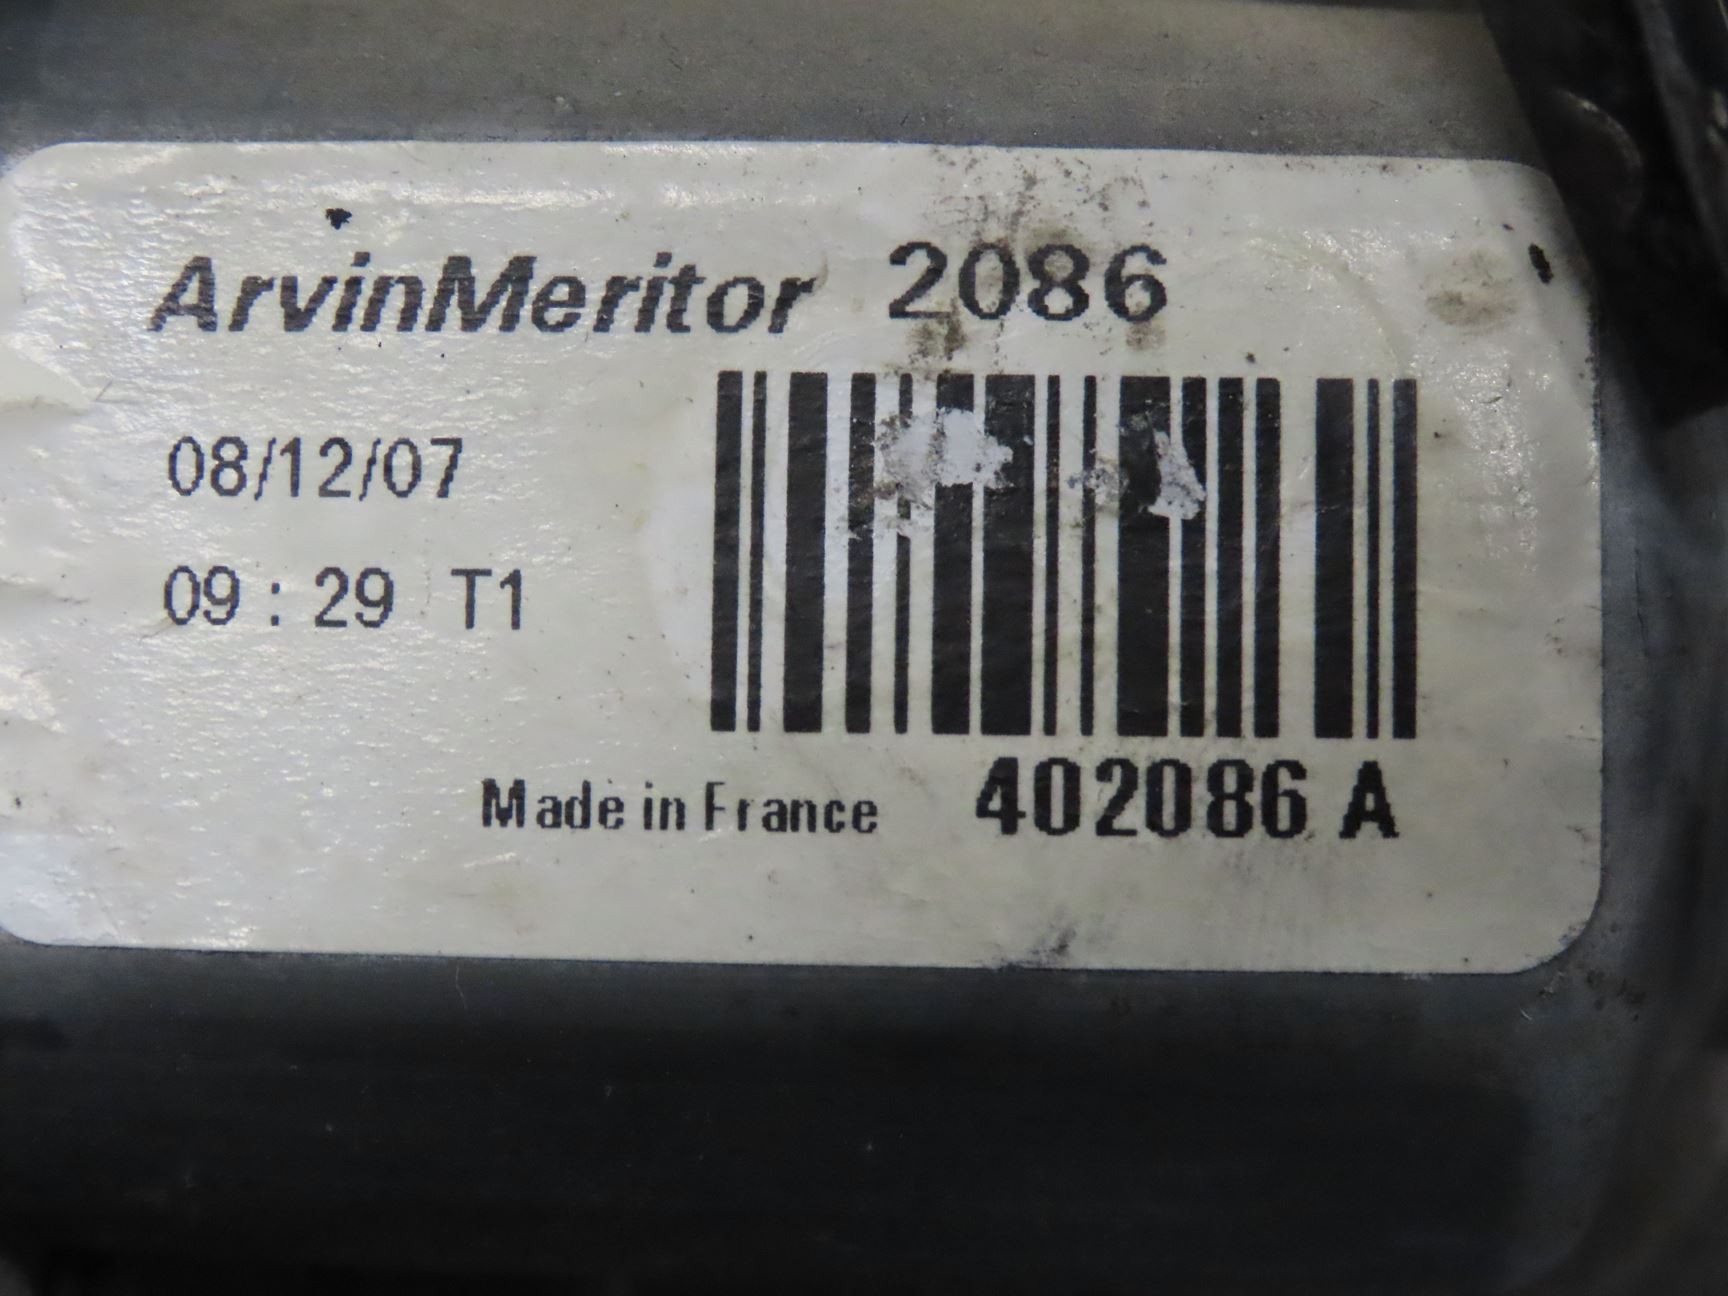 ArvinMeritor 2086
08/12/07
09 : 29 T1
Made in France 402086 A